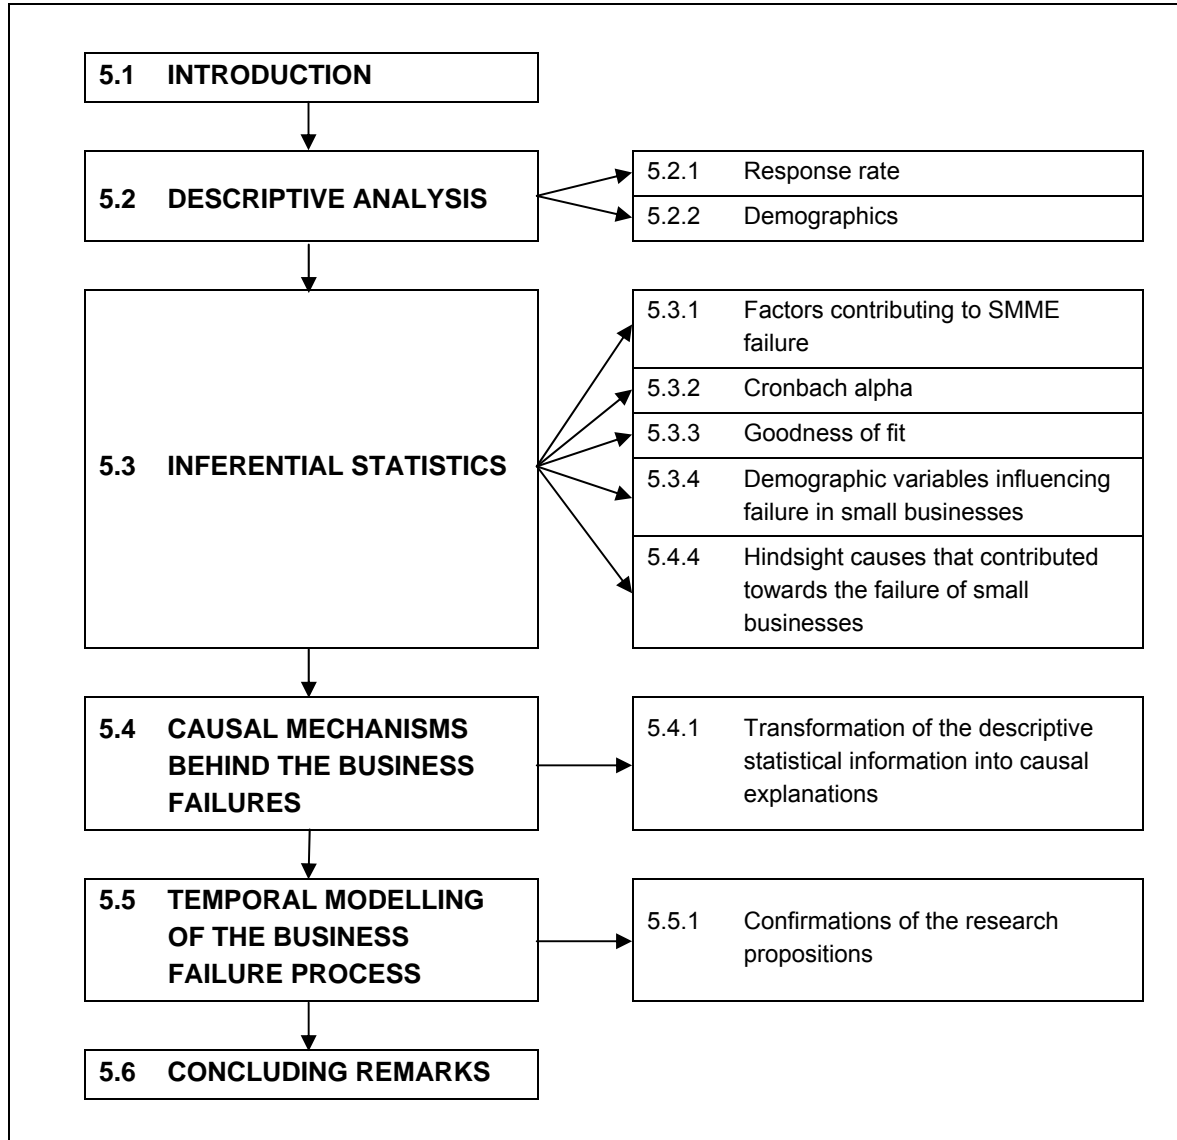 5.1 INTRODUCTION
5.2 DESCRIPTIVE ANALYSIS
5.2.1 Response rate
5.2.2 Demographics
5.3 INFERENTIAL STATISTICS
5.3.1 Factors contributing to SMME
failure
5.3.2 Cronbach alpha
5.3.3 Goodness of fit
5.3.4 Demographic variables influencing
failure in small businesses
5.4.4 Hindsight causes that contributed
towards the failure of small
businesses
5.4 CAUSAL MECHANISMS
BEHIND THE BUSINESS
FAILURES
5.4.1 Transformation of the descriptive
statistical information into causal
explanations
5.5 TEMPORAL MODELLING
OF THE BUSINESS
FAILURE PROCESS
5.5.1 Confirmations of the research
propositions
5.6 CONCLUDING REMARKS